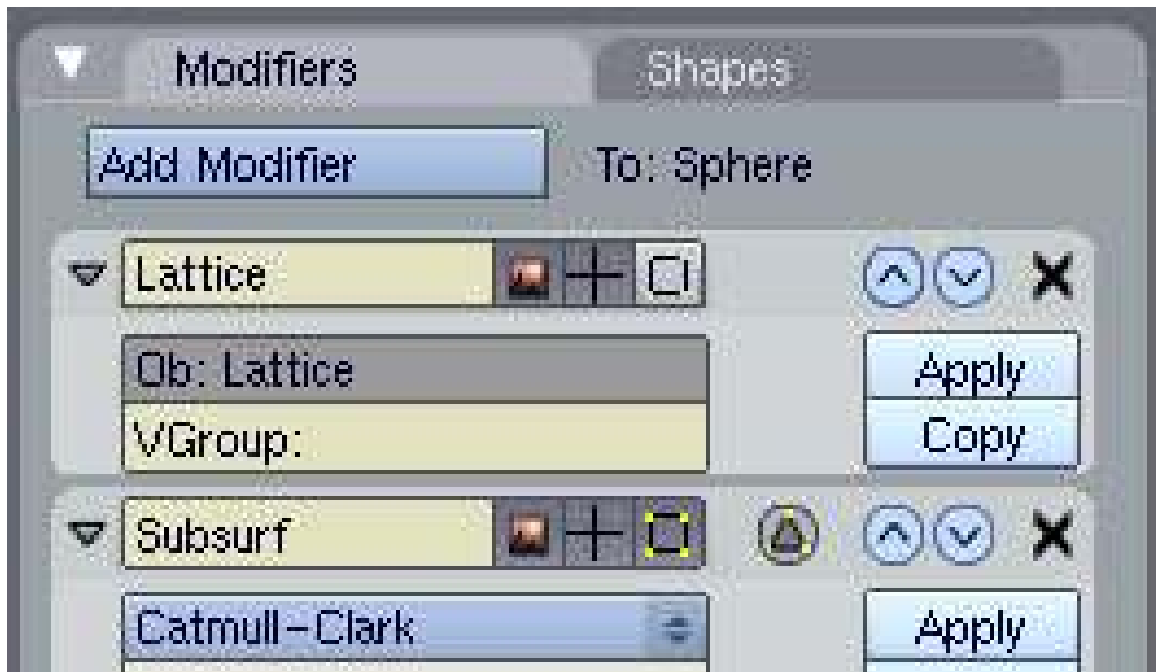 Modifiers Shapes
Add Modifier To: Sphere
Lattice
Ob: Lattice Apply
VGroup: Copy
Subsurf
Catmull-Clark Apply